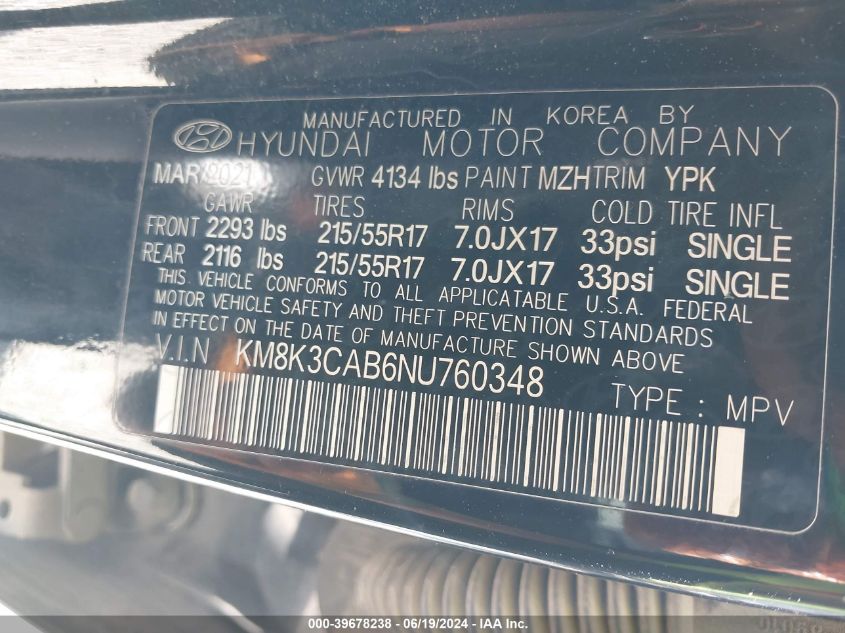 MANUFACTURED IN KOREA BY
HYUNDAI MOTOR COMPANY
MAR/2021 GVWR 4134 lbs PAINT MZH TRIM YPK
GAWR TIRES RIMS COLD TIRE INFL
FRONT 2293 lbs 215/55R17 7.0JX17 33psi SINGLE
REAR 2116 lbs 215/55R17 7.0JX17 33psi SINGLE
THIS VEHICLE CONFORMS TO ALL APPLICATABLE U.S.A. FEDERAL
MOTOR VEHICLE SAFETY AND THEFT PREVENTION STANDARDS
IN EFFECT ON THE DATE OF MANUFACTURE SHOWN ABOVE
V.I.N KM8K3CAB6NU760348
TYPE : MPV
000-39678238 - 06/19/2024 - IAAI.com